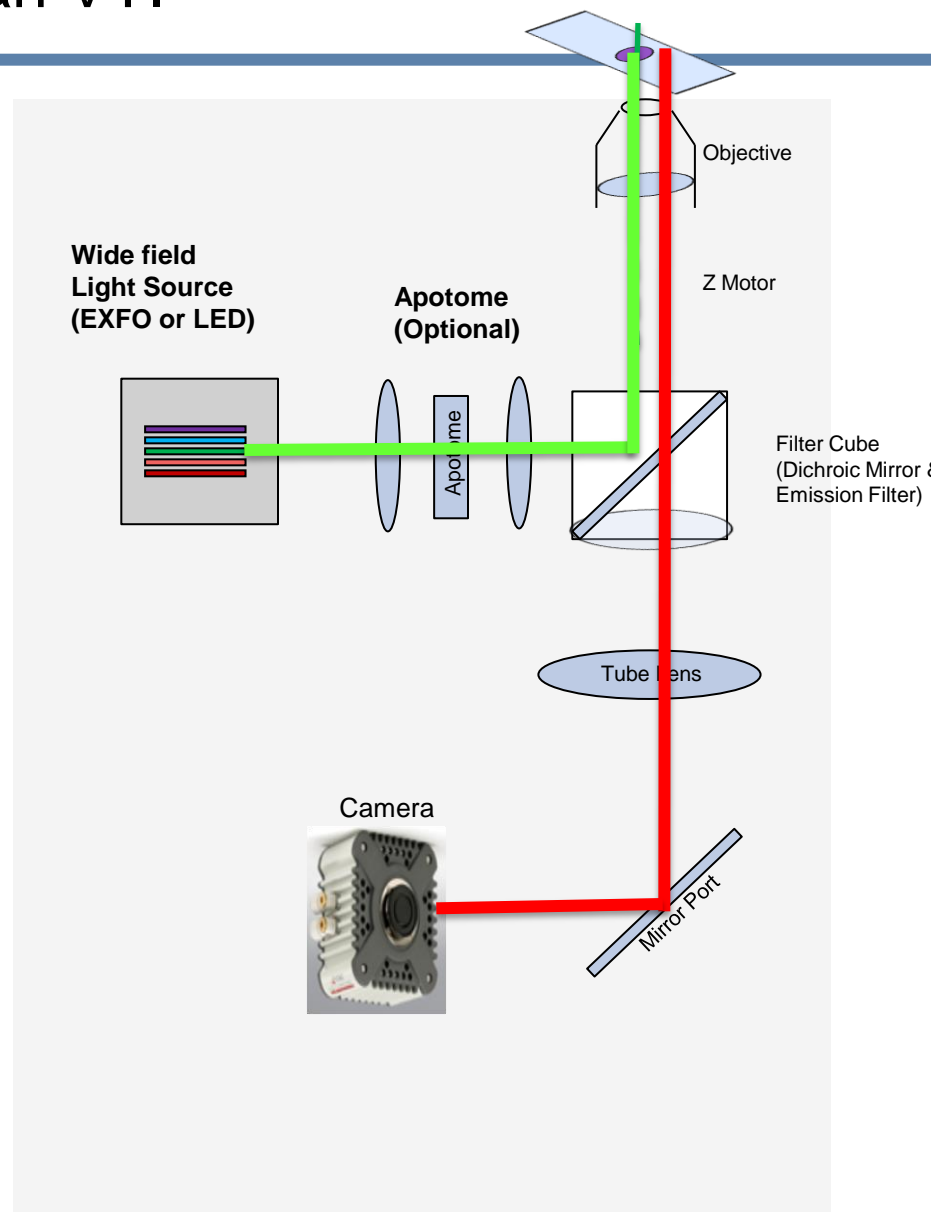 Objective
Wide field
Light Source
(EXFO or LED)
Z Motor
Apotome
(Optional)
Apotome
Filter Cube
(Dichroic Mirror &
Emission Filter)
Tube Lens
Camera
Mirror Port